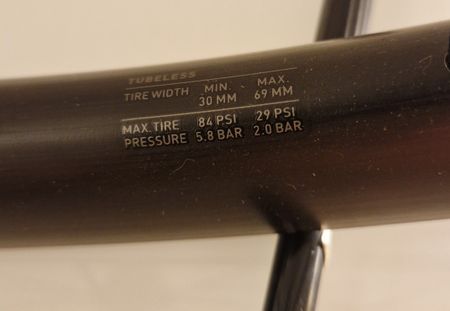 TUBELESS
TIRE WIDTH MIN. 30 MM MAX. 69 MM
MAX. TIRE PRESSURE 84 PSI 5.8 BAR 29 PSI 2.0 BAR